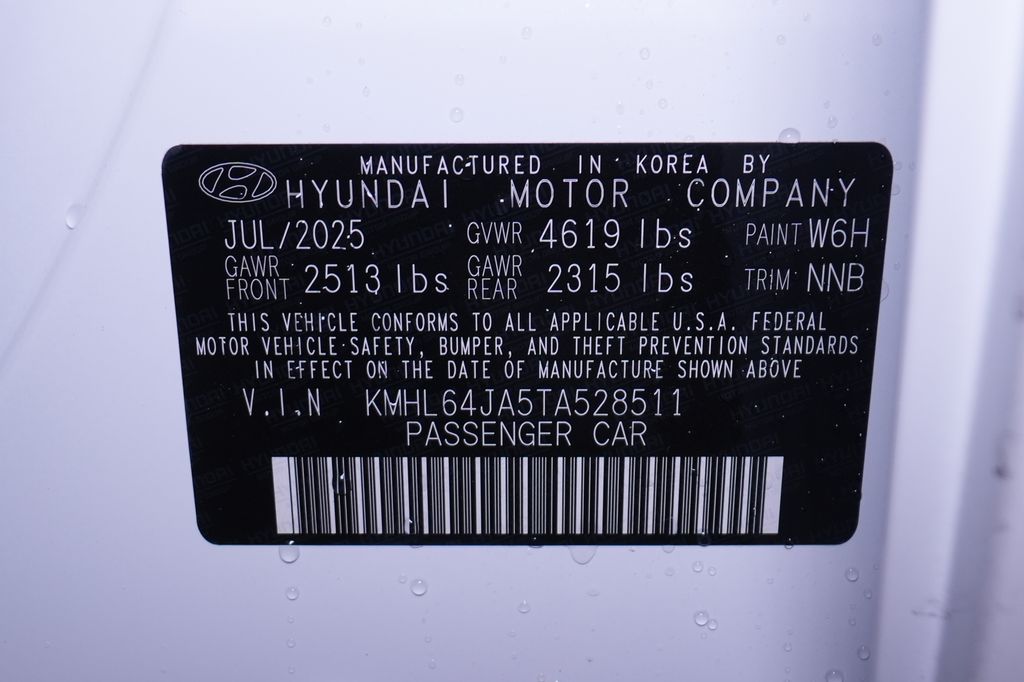 MANUFACTURED IN KOREA BY
HYUNDAI MOTOR COMPANY
JUL/2025 GVWR 4619 lbs PAINT W6H
GAWR FRONT 2513 lbs GAWR REAR 2315 lbs TRIM NNB
THIS VEHICLE CONFORMS TO ALL APPLICABLE U.S.A. FEDERAL
MOTOR VEHICLE SAFETY, BUMPER, AND THEFT PREVENTION STANDARDS
IN EFFECT ON THE DATE OF MANUFACTURE SHOWN ABOVE
V.I.N KMHL64JA5TA528511
PASSENGER CAR